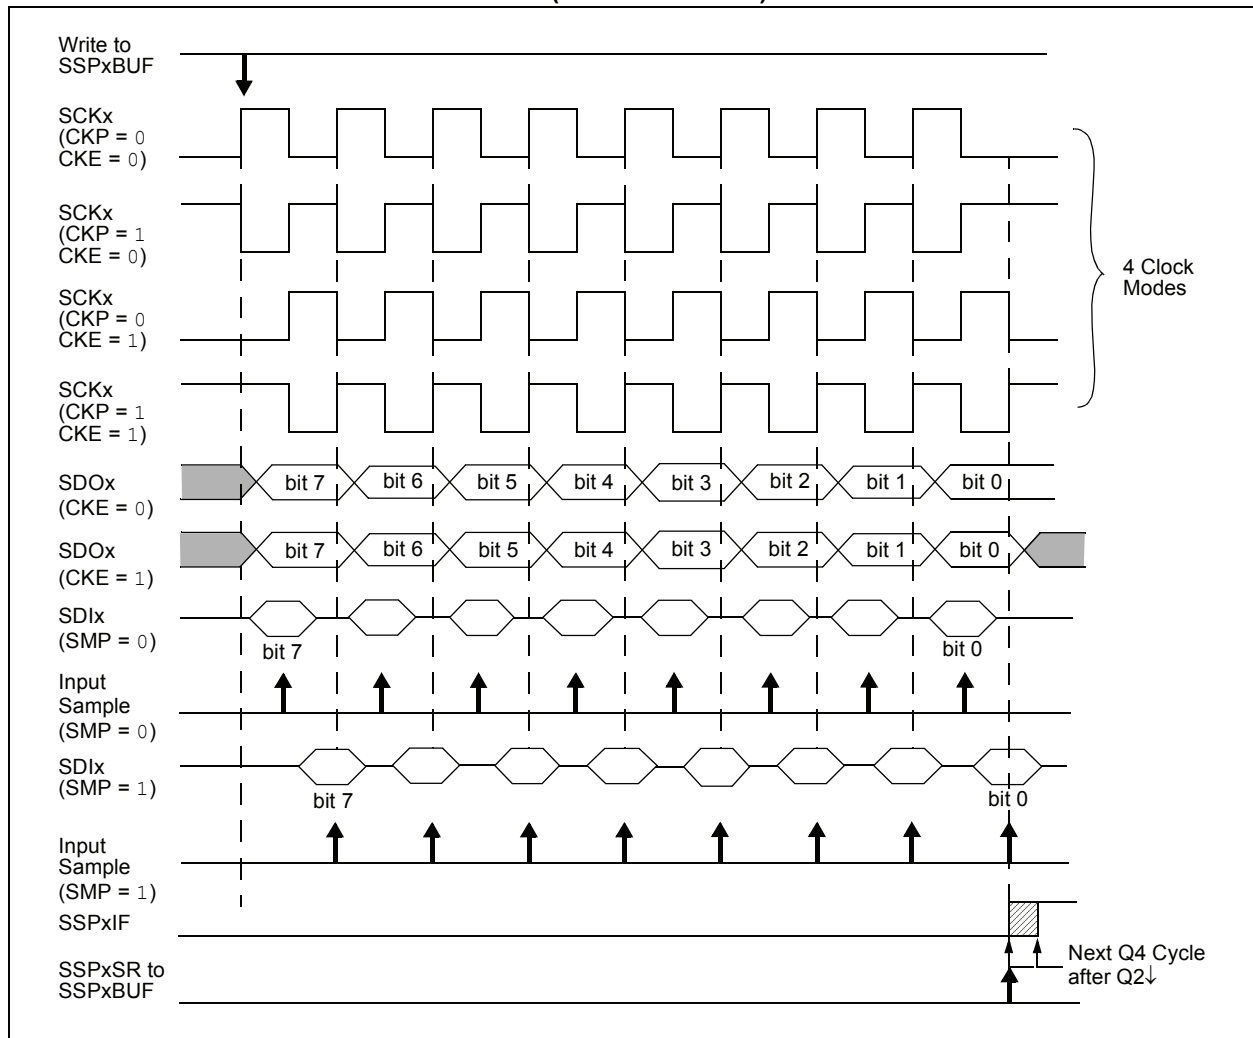 Write to
SSPxBUF
SCKx
(CKP = 0
CKE = 0)
SCKx
(CKP = 1
CKE = 0)
SCKx
(CKP = 0
CKE = 1)
SCKx
(CKP = 1
CKE = 1)
4 Clock
Modes
SDOx
(CKE = 0)
bit 7 bit 6 bit 5 bit 4 bit 3 bit 2 bit 1 bit 0
SDOx
(CKE = 1)
bit 7 bit 6 bit 5 bit 4 bit 3 bit 2 bit 1 bit 0
SDIx
(SMP = 0)
bit 7 bit 0
Input
Sample
(SMP = 0)
SDIx
(SMP = 1)
bit 7 bit 0
Input
Sample
(SMP = 1)
SSPxIF
SSPxSR to
SSPxBUF
Next Q4 Cycle
after Q2↓